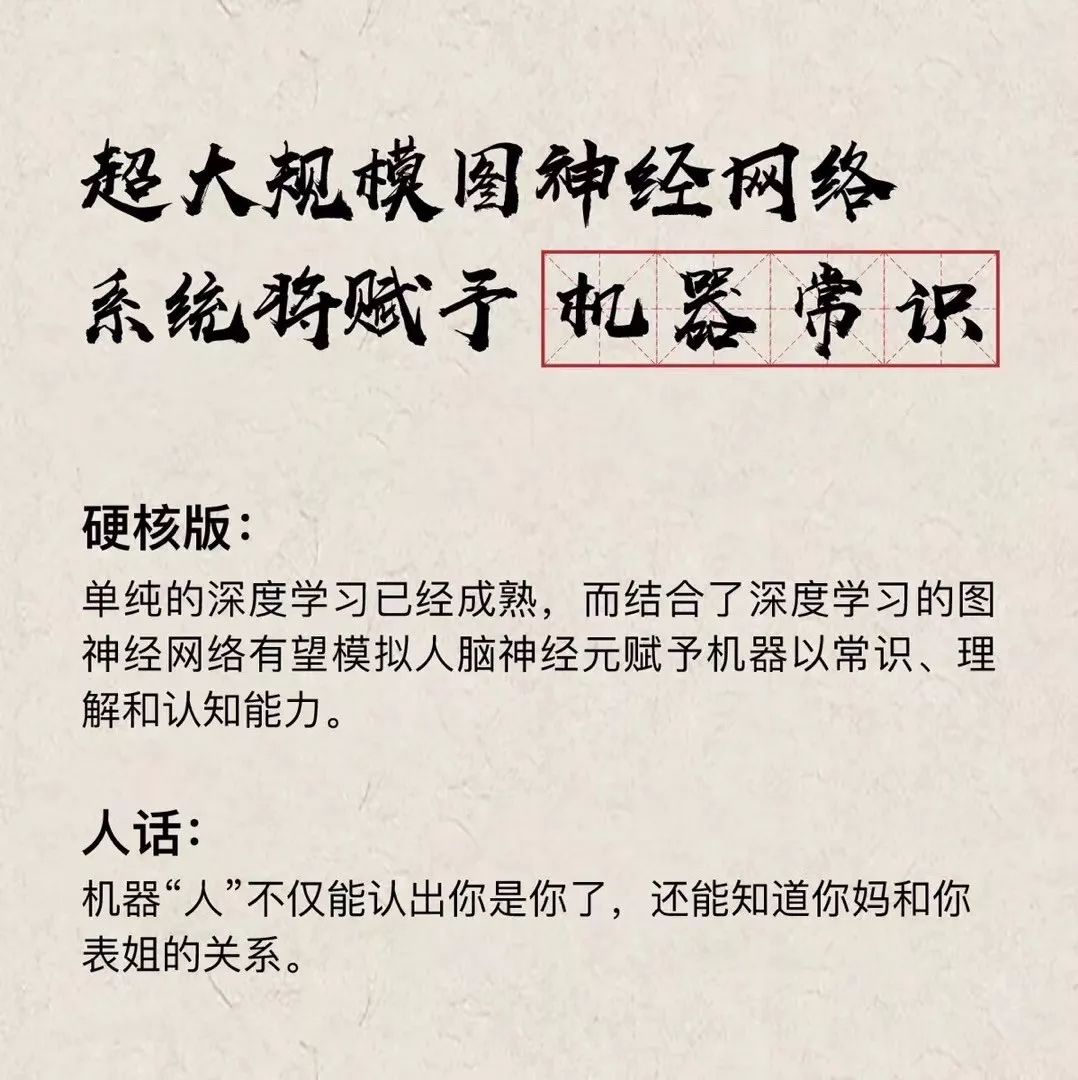 超大规模图神经网络
系统将赋予机器常识
硬核版：
单纯的深度学习已经成熟，而结合了深度学习的图
神经网络有望模拟人脑神经元赋予机器以常识、理
解和认知能力。
人话：
机器“人”不仅能认出你是你了，还能知道你妈和你
表姐的关系。